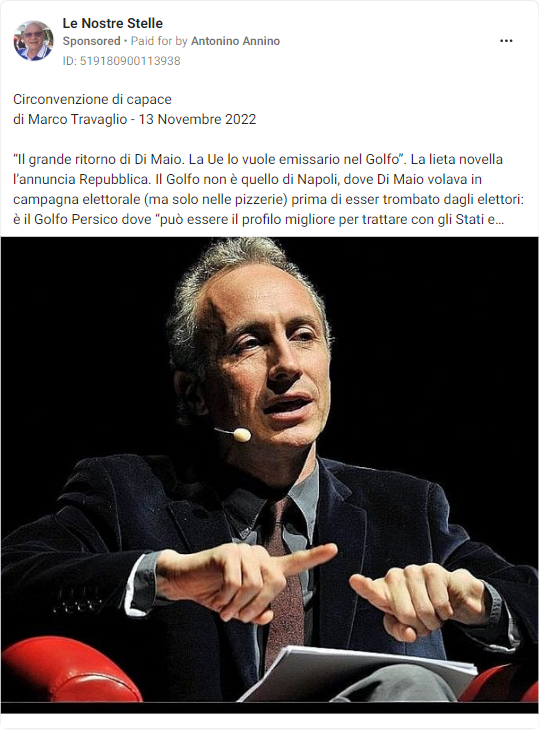 Le Nostre Stelle
Sponsored • Paid for by Antonino Annino
ID: 519180900113938
Circonvenzione di capace
di Marco Travaglio - 13 Novembre 2022
“Il grande ritorno di Di Maio. La Ue lo vuole emissario nel Golfo”. La lieta novella
l’annuncia Repubblica. Il Golfo non è quello di Napoli, dove Di Maio volava in
campagna elettorale (ma solo nelle pizzerie) prima di esser trombato dagli elettori:
è il Golfo Persico dove “può essere il profilo migliore per trattare con gli Stati e...